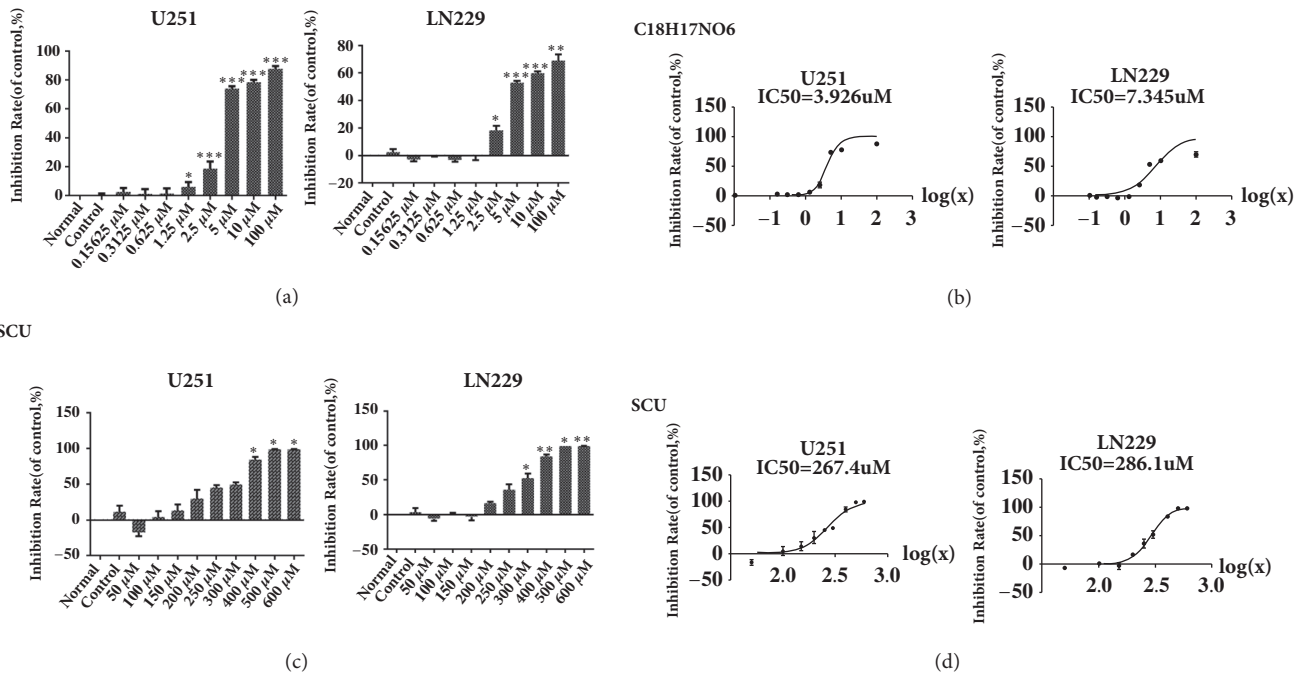 U251
Inhibition Rate(of control,%)
100
80
60
40
20
0
* *** *** *** ***
Normal
Control
0.15625 µM
0.3125 µM
0.625 µM
1.25 µM
2.5 µM
5 µM
10 µM
100 µM
LN229
Inhibition Rate(of control,%)
80
60
40
20
0
−20
* *** *** **
Normal
Control
0.15625 µM
0.3125 µM
0.625 µM
1.25 µM
2.5 µM
5 µM
10 µM
100 µM
(a)
C18H17NO6
U251
IC50=3.926uM
Inhibition Rate(of control,%)
150
100
50
0
−50
−1 0 1 2 3
log(x)
LN229
IC50=7.345uM
Inhibition Rate(of control,%)
150
100
50
0
−50
−1 0 1 2 3
log(x)
(b)
SCU
U251
Inhibition Rate(of control,%)
150
100
50
0
−50
* * *
Normal
Control
50 µM
100 µM
150 µM
200 µM
250 µM
300 µM
400 µM
500 µM
600 µM
LN229
Inhibition Rate(of control,%)
150
100
50
0
−50
* ** * **
Normal
Control
50 µM
100 µM
150 µM
200 µM
250 µM
300 µM
400 µM
500 µM
600 µM
(c)
SCU
U251
IC50=267.4uM
Inhibition Rate(of control,%)
150
100
50
0
−50
2.0 2.5 3.0
log(x)
LN229
IC50=286.1uM
Inhibition Rate(of control,%)
150
100
50
0
−50
2.0 2.5 3.0
log(x)
(d)